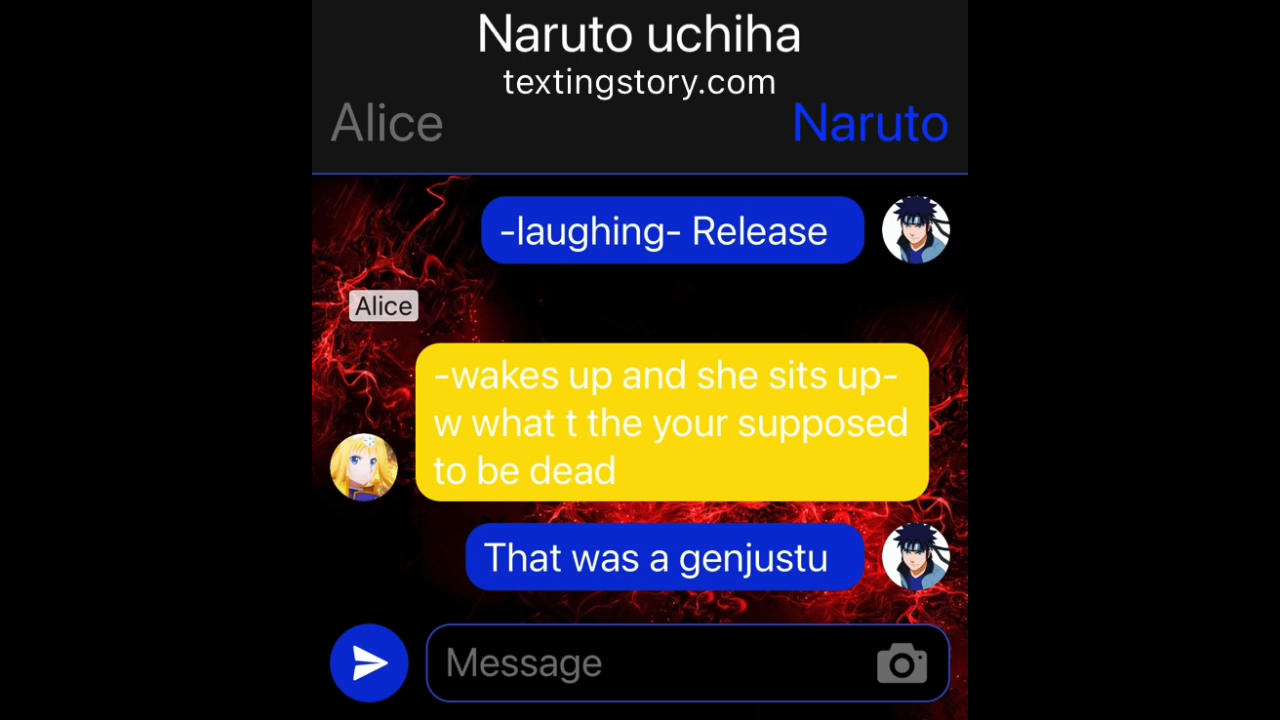 Naruto uchiha
textingstory.com
Alice
Naruto
-laughing- Release
Alice
-wakes up and she sits up-
w what t the your supposed
to be dead
That was a genjustu
Message